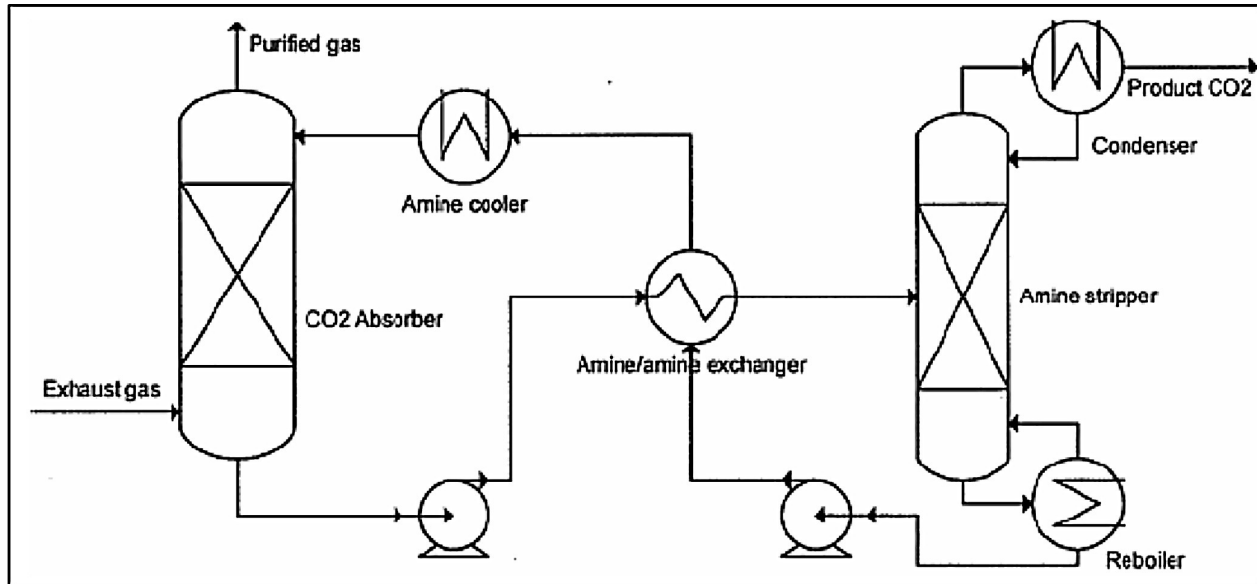 Purified gas
Product CO2
Condenser
Amine cooler
Amine stripper
CO2 Absorber
Amine/amine exchanger
Exhaust gas
Reboiler